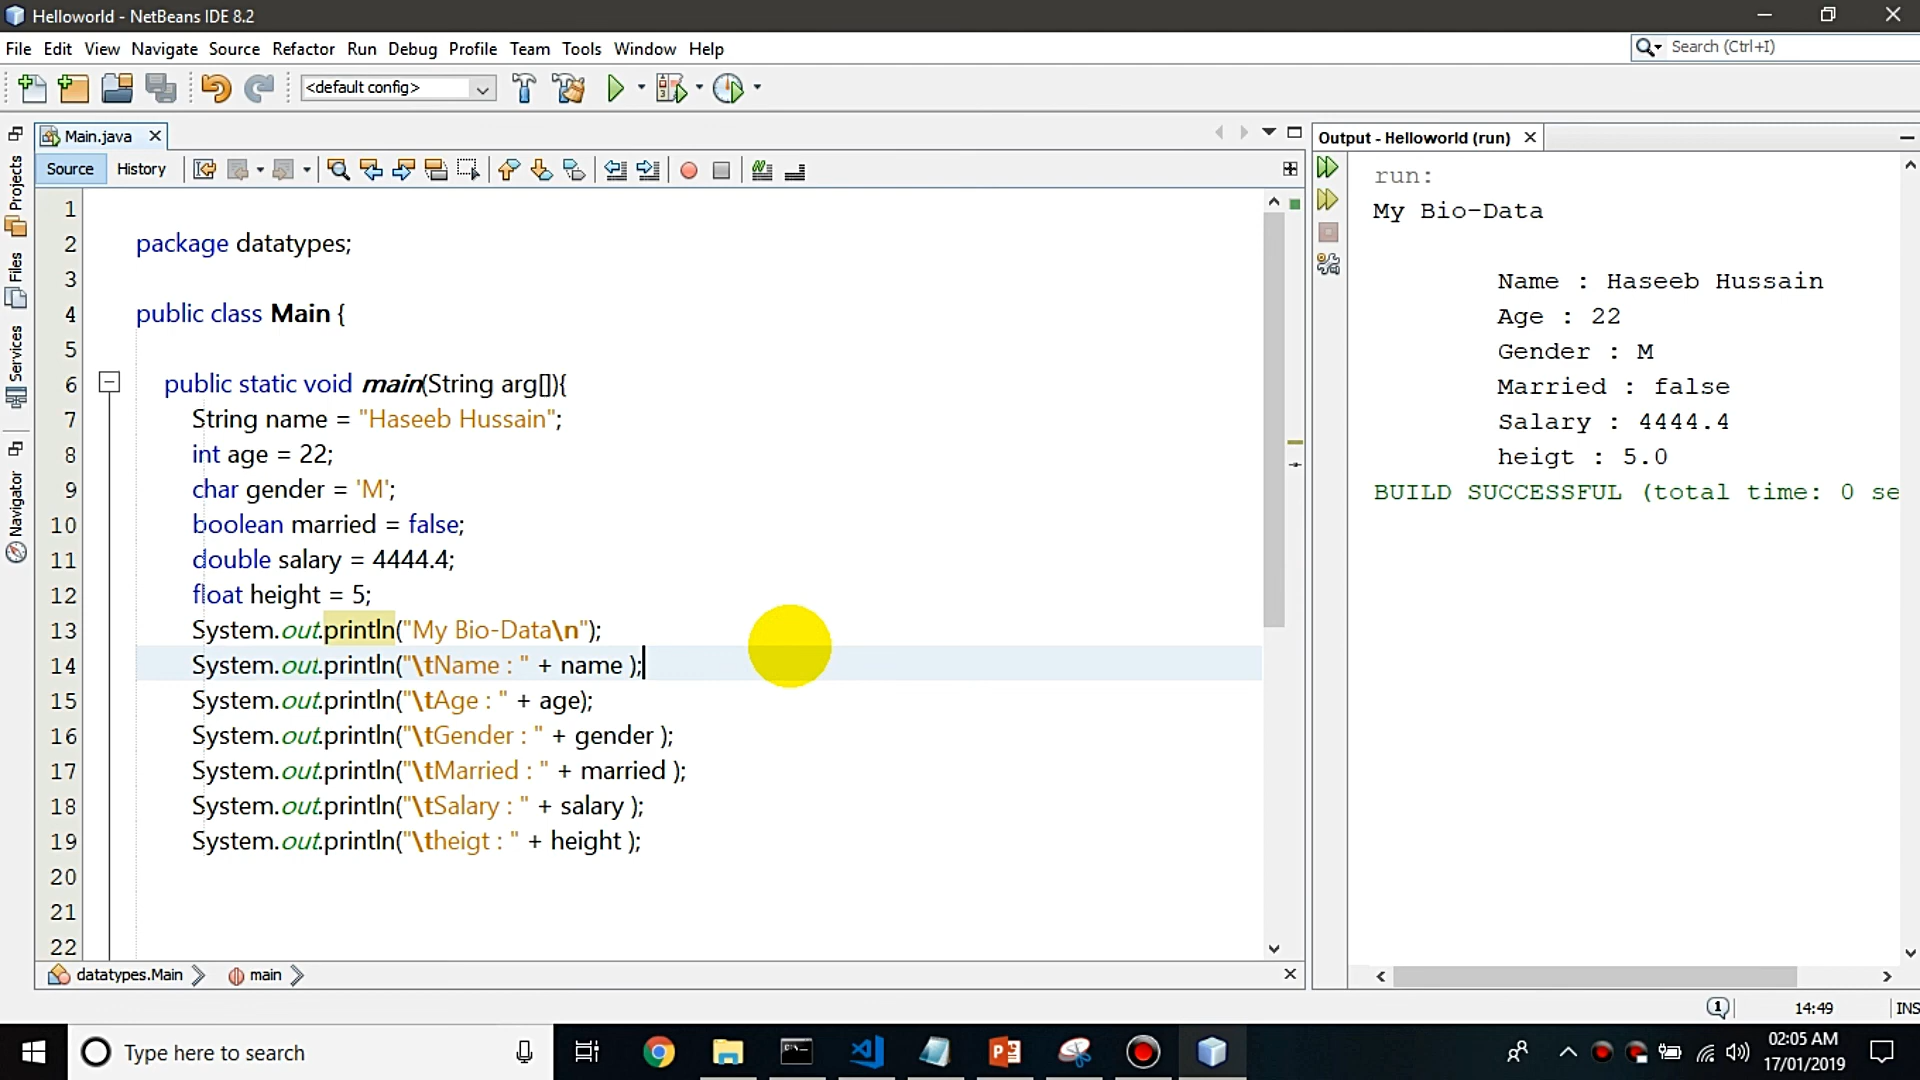 Helloworld - NetBeans IDE 8.2
File Edit View Navigate Source Refactor Run Debug Profile Team Tools Window Help
Search (Ctrl+I)
<default config>
Main.java
Source History
Projects
Files
Services
Navigator
1
2 package datatypes;
3
4 public class Main {
5
6 public static void main(String arg[]){
7 String name = "Haseeb Hussain";
8 int age = 22;
9 char gender = 'M';
10 boolean married = false;
11 double salary = 4444.4;
12 float height = 5;
13 System.out.println("My Bio-Data\n");
14 System.out.println("\tName : " + name );
15 System.out.println("\tAge : " + age);
16 System.out.println("\tGender : " + gender );
17 System.out.println("\tMarried : " + married );
18 System.out.println("\tSalary : " + salary );
19 System.out.println("\theigt : " + height );
20
21
22
datatypes.Main main
Output - Helloworld (run)
run:
My Bio-Data
Name : Haseeb Hussain
Age : 22
Gender : M
Married : false
Salary : 4444.4
heigt : 5.0
BUILD SUCCESSFUL (total time: 0 se
1
14:49
INS
Type here to search
02:05 AM
17/01/2019